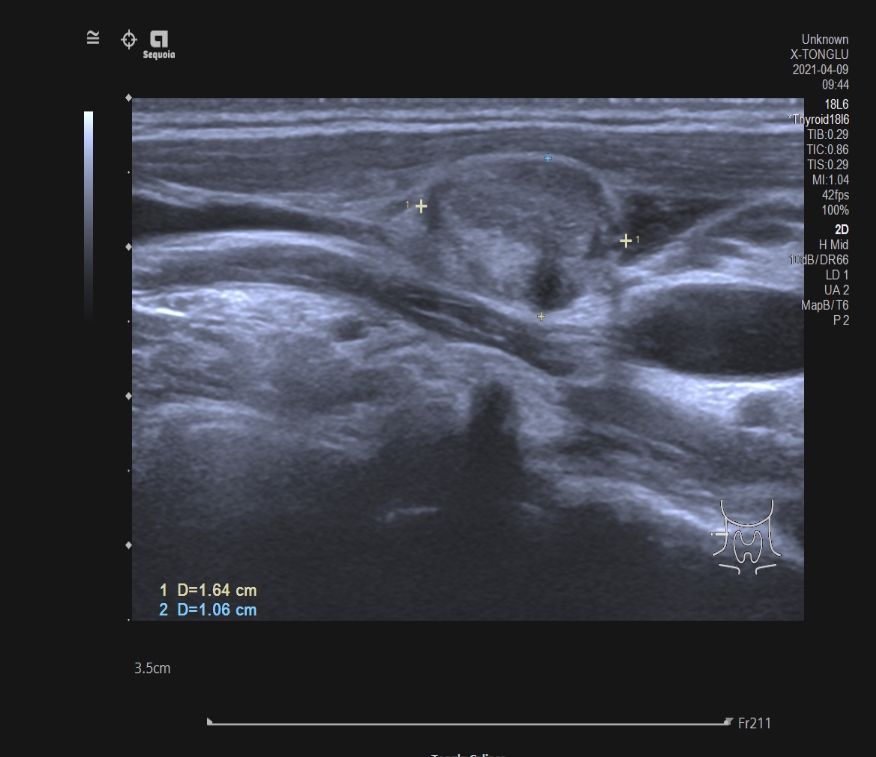 Sequoia
Unknown
X-TONGLU
2021-04-09
09:44
18L6
TIB:0.29
TIC:0.86
TIS:0.29
MI:1.04
42fps
100%
2D
H Mid
LD 1
UA 2
MapB/T6
P 2
1
1
1 D=1.64 cm
2 D=1.06 cm
3.5cm
Fr211